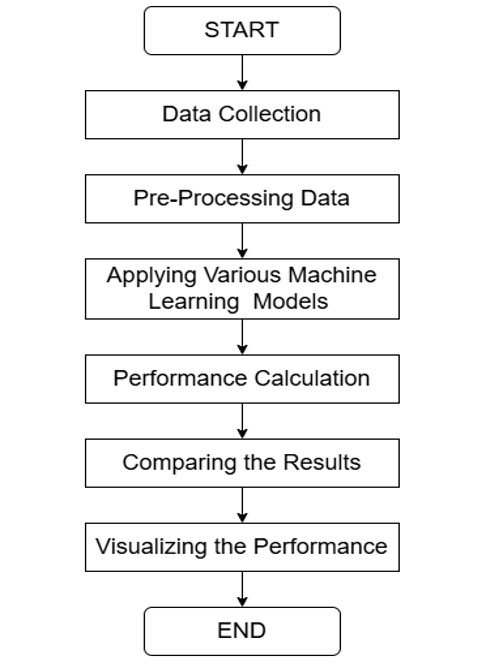 START
Data Collection
Pre-Processing Data
Applying Various Machine
Learning  Models
Performance Calculation
Comparing the Results
Visualizing the Performance
END